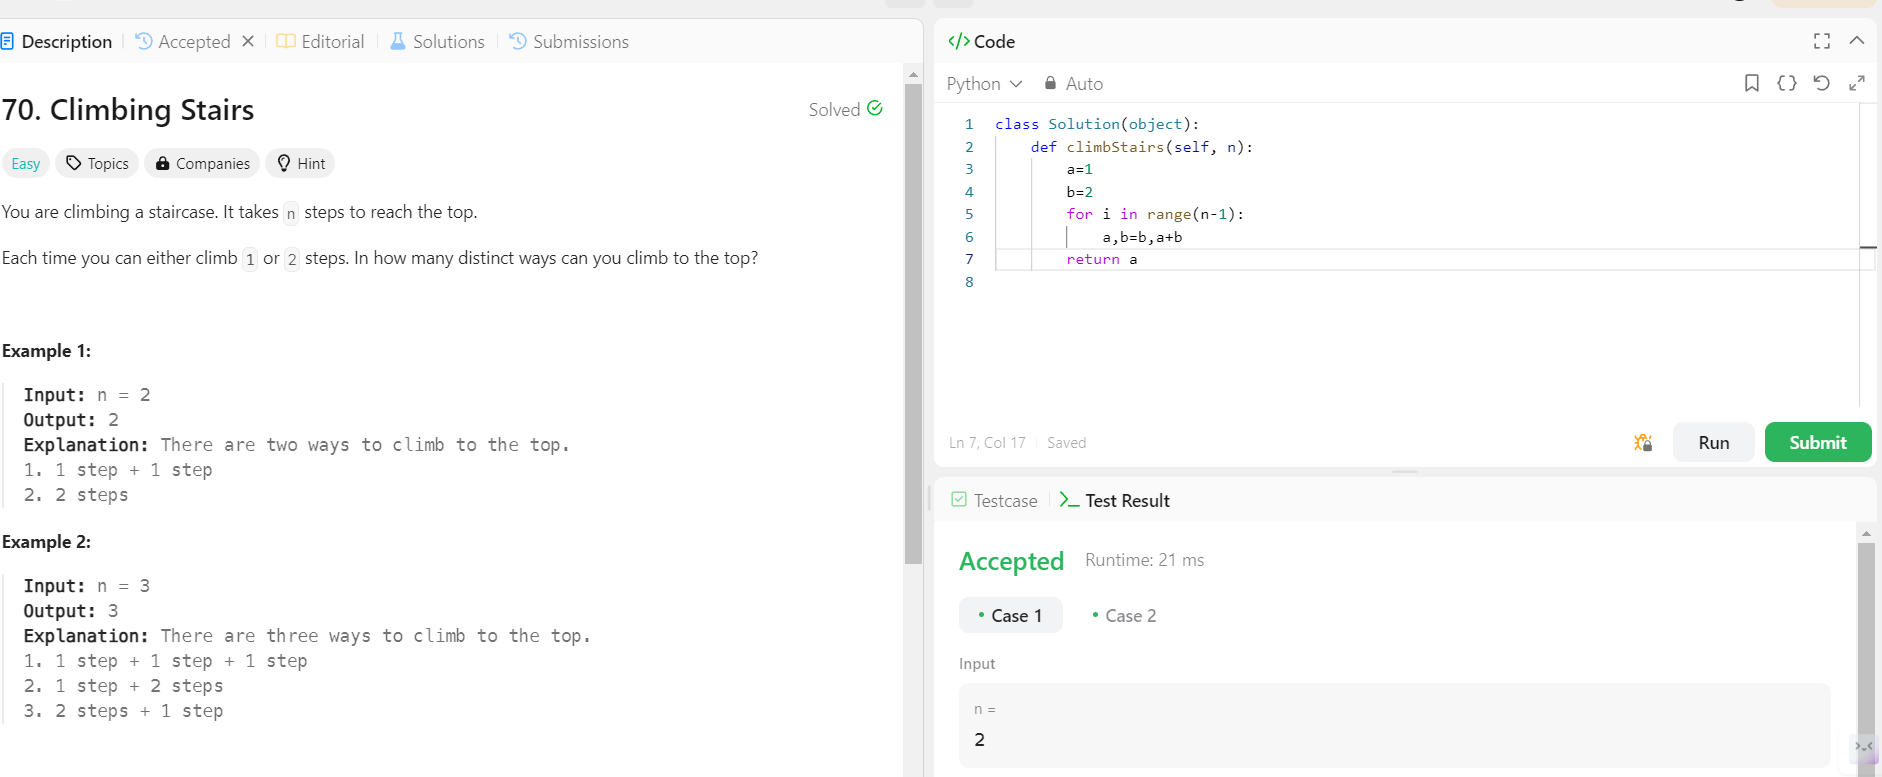 Description
Accepted
Editorial
Solutions
Submissions
70. Climbing Stairs
Solved
Easy
Topics
Companies
Hint
You are climbing a staircase. It takes n steps to reach the top.
Each time you can either climb 1 or 2 steps. In how many distinct ways can you climb to the top?
Example 1:
Input: n = 2
Output: 2
Explanation: There are two ways to climb to the top.
1. 1 step + 1 step
2. 2 steps
Example 2:
Input: n = 3
Output: 3
Explanation: There are three ways to climb to the top.
1. 1 step + 1 step + 1 step
2. 1 step + 2 steps
3. 2 steps + 1 step
</> Code
Python
Auto
1 class Solution(object):
2     def climbStairs(self, n):
3         a=1
4         b=2
5         for i in range(n-1):
6             a,b=b,a+b
7         return a
8
Ln 7, Col 17
Saved
Run
Submit
Testcase
Test Result
Accepted
Runtime: 21 ms
Case 1
Case 2
Input
n =
2